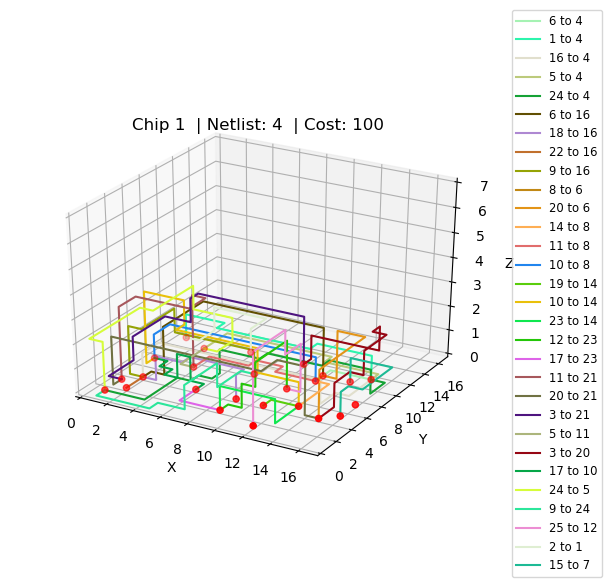 Chip 1 | Netlist: 4 | Cost: 100
7
6
5
4
3
2
1
0
Z
0
2
4
6
8
10
12
14
16
X
0
2
4
6
8
10
12
14
16
Y
6 to 4
1 to 4
16 to 4
5 to 4
24 to 4
6 to 16
18 to 16
22 to 16
9 to 16
8 to 6
20 to 6
14 to 8
11 to 8
10 to 8
19 to 14
10 to 14
23 to 14
12 to 23
17 to 23
11 to 21
20 to 21
3 to 21
5 to 11
3 to 20
17 to 10
24 to 5
9 to 24
25 to 12
2 to 1
15 to 7